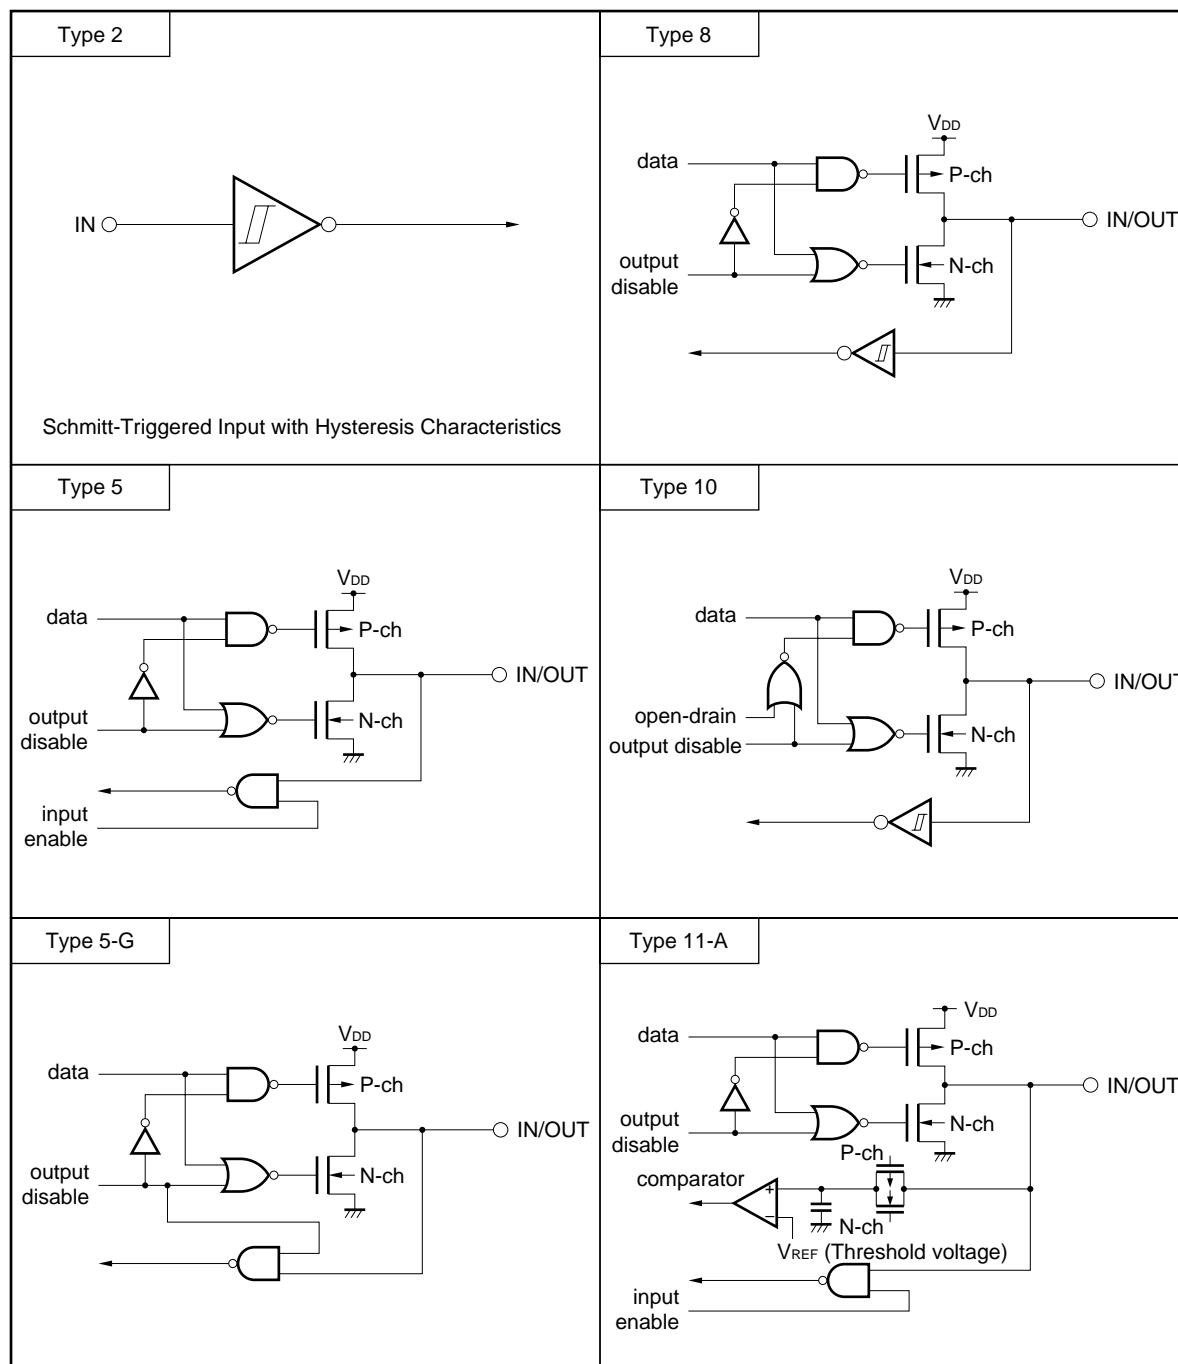 Type 2
IN
Schmitt-Triggered Input with Hysteresis Characteristics
Type 8
VDD
data
P-ch
IN/OUT
output
disable
N-ch
Type 5
VDD
data
P-ch
IN/OUT
output
disable
N-ch
input
enable
Type 10
VDD
data
P-ch
IN/OUT
open-drain
output disable
N-ch
Type 5-G
VDD
data
P-ch
IN/OUT
output
disable
N-ch
Type 11-A
VDD
data
P-ch
IN/OUT
output
disable
N-ch
P-ch
comparator
+
−
N-ch
VREF (Threshold voltage)
input
enable